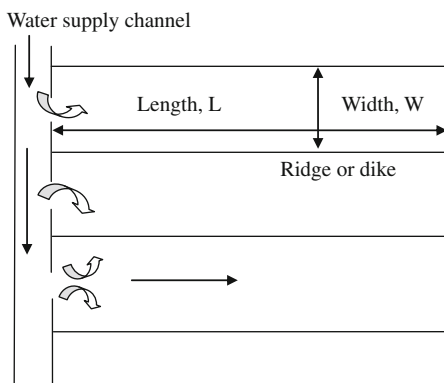 Water supply channel
Length, L
Width, W
Ridge or dike